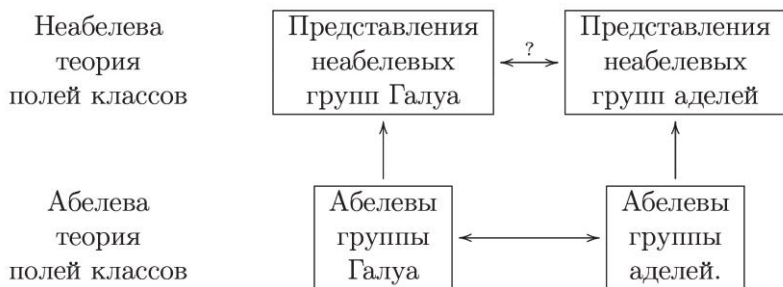 Неабелева
теория
полей классов
Представления
неабелевых
групп Галуа
?
Представления
неабелевых
групп аделей
Абелева
теория
полей классов
Абелевы
группы
Галуа
Абелевы
группы
аделей.